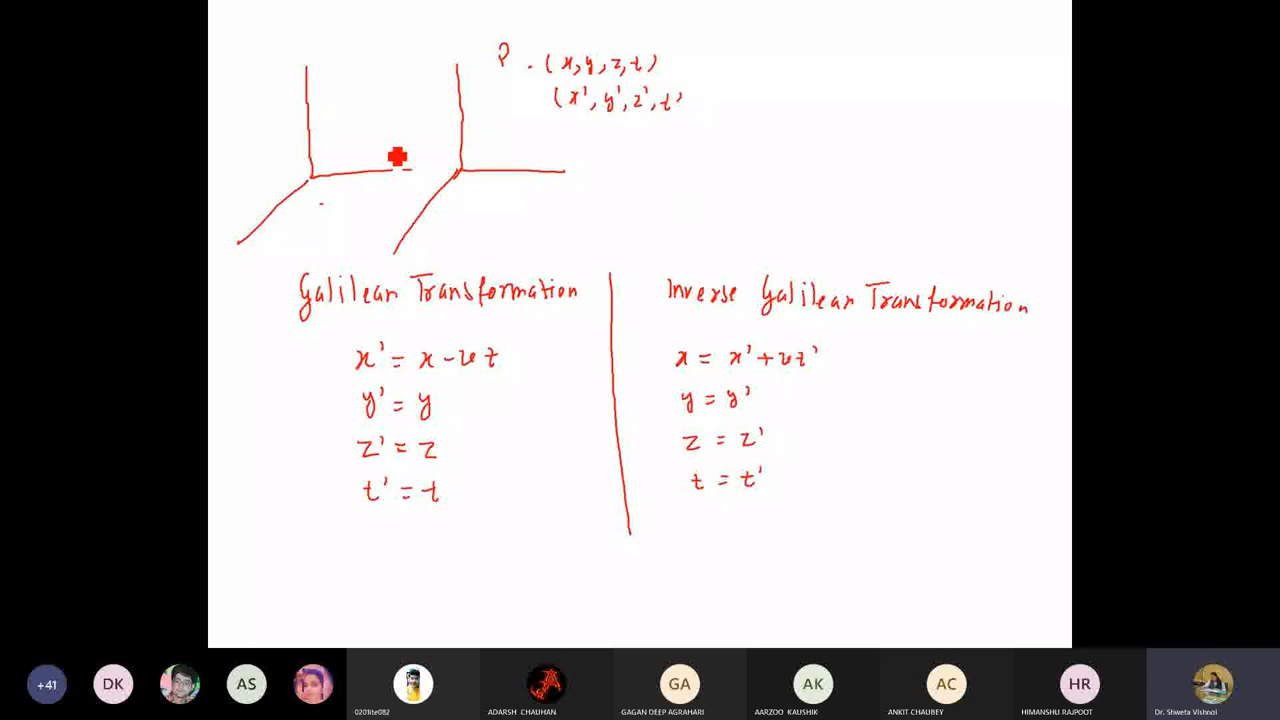 P . (x, y, z, t)
(x', y', z', t')
Galilean Transformation
x' = x - vt
y' = y
z' = z
t' = t
Inverse Galilean Transformation
x = x' + vt'
y = y'
z = z'
t = t'
+41
DK
AS
GA
AK
AC
HR
0201ite082
ADARSH CHAUHAN
GAGAN DEEP AGRAHARI
AARZOO KAUSHIK
ANKIT CHAUBEY
HIMANSHU RAJPOOT
Dr. Shweta Vishnoi